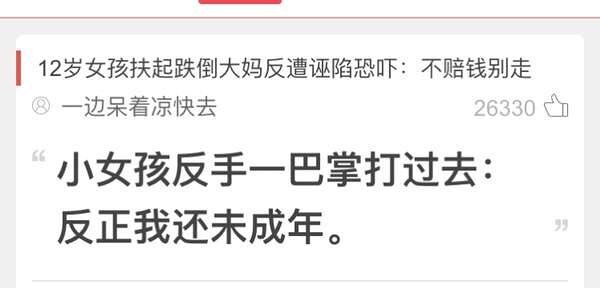 12岁女孩扶起跌倒大妈反遭诬陷恐吓：不赔钱别走
一边呆着凉快去 26330
“小女孩反手一巴掌打过去：
反正我还未成年。”